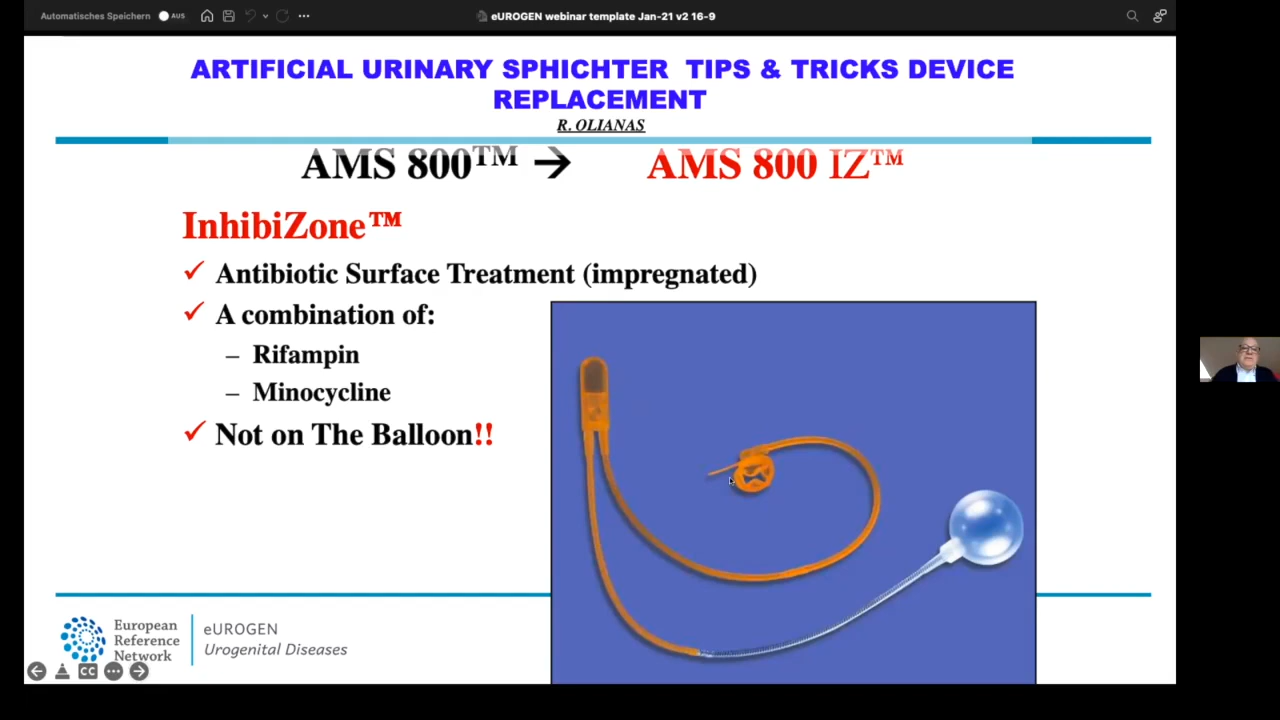 Automatisches Speichern AUS
eUROGEN webinar template Jan-21 v2 16-9
ARTIFICIAL URINARY SPHICHTER TIPS & TRICKS DEVICE
REPLACEMENT
R. OLIANAS
AMS 800™ → AMS 800 IZ™
InhibiZone™
✓ Antibiotic Surface Treatment (impregnated)
✓ A combination of:
– Rifampin
– Minocycline
✓ Not on The Balloon!!
European
Reference
Network
eUROGEN
Urogenital Diseases
CC